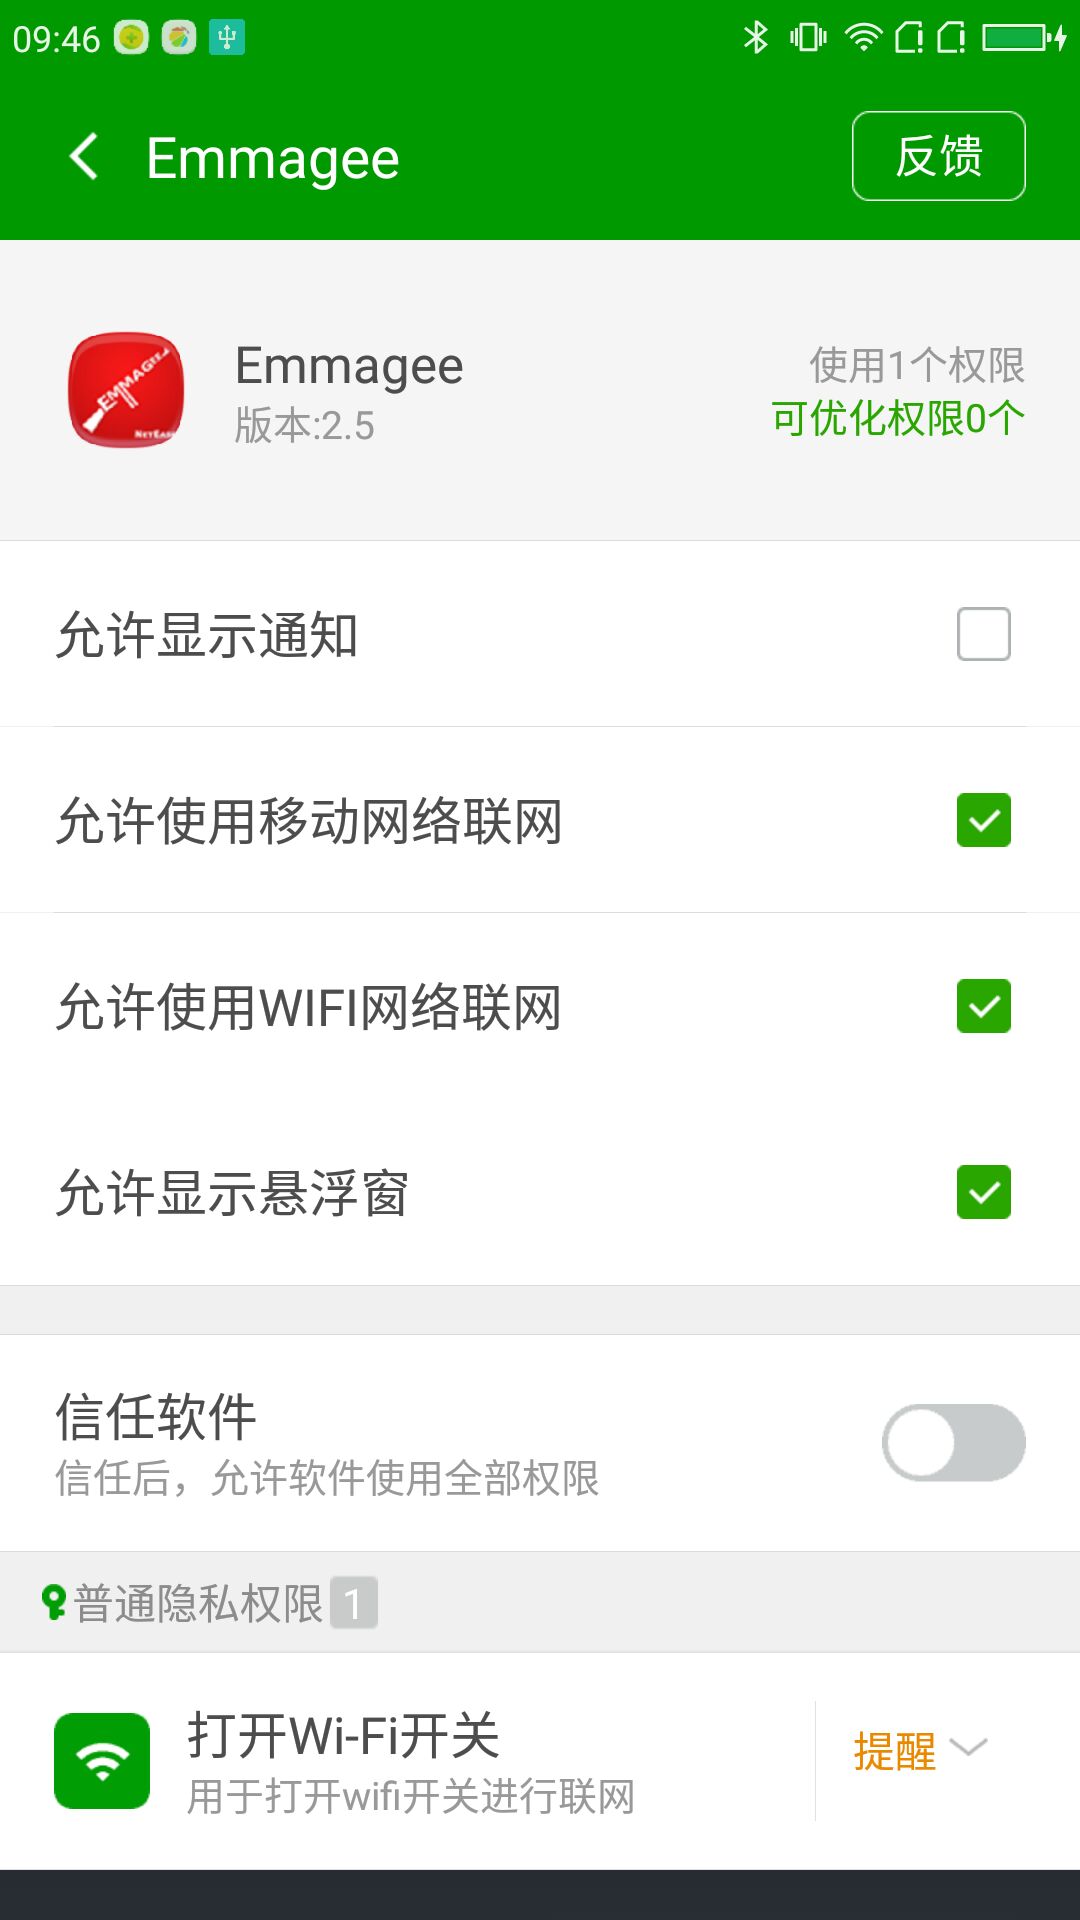 09:46
Emmagee
反馈
EMMAGEE
Emmagee
使用1个权限
版本:2.5
可优化权限0个
允许显示通知
允许使用移动网络联网
允许使用WIFI网络联网
允许显示悬浮窗
信任软件
信任后，允许软件使用全部权限
普通隐私权限 1
打开Wi-Fi开关
提醒
用于打开wifi开关进行联网